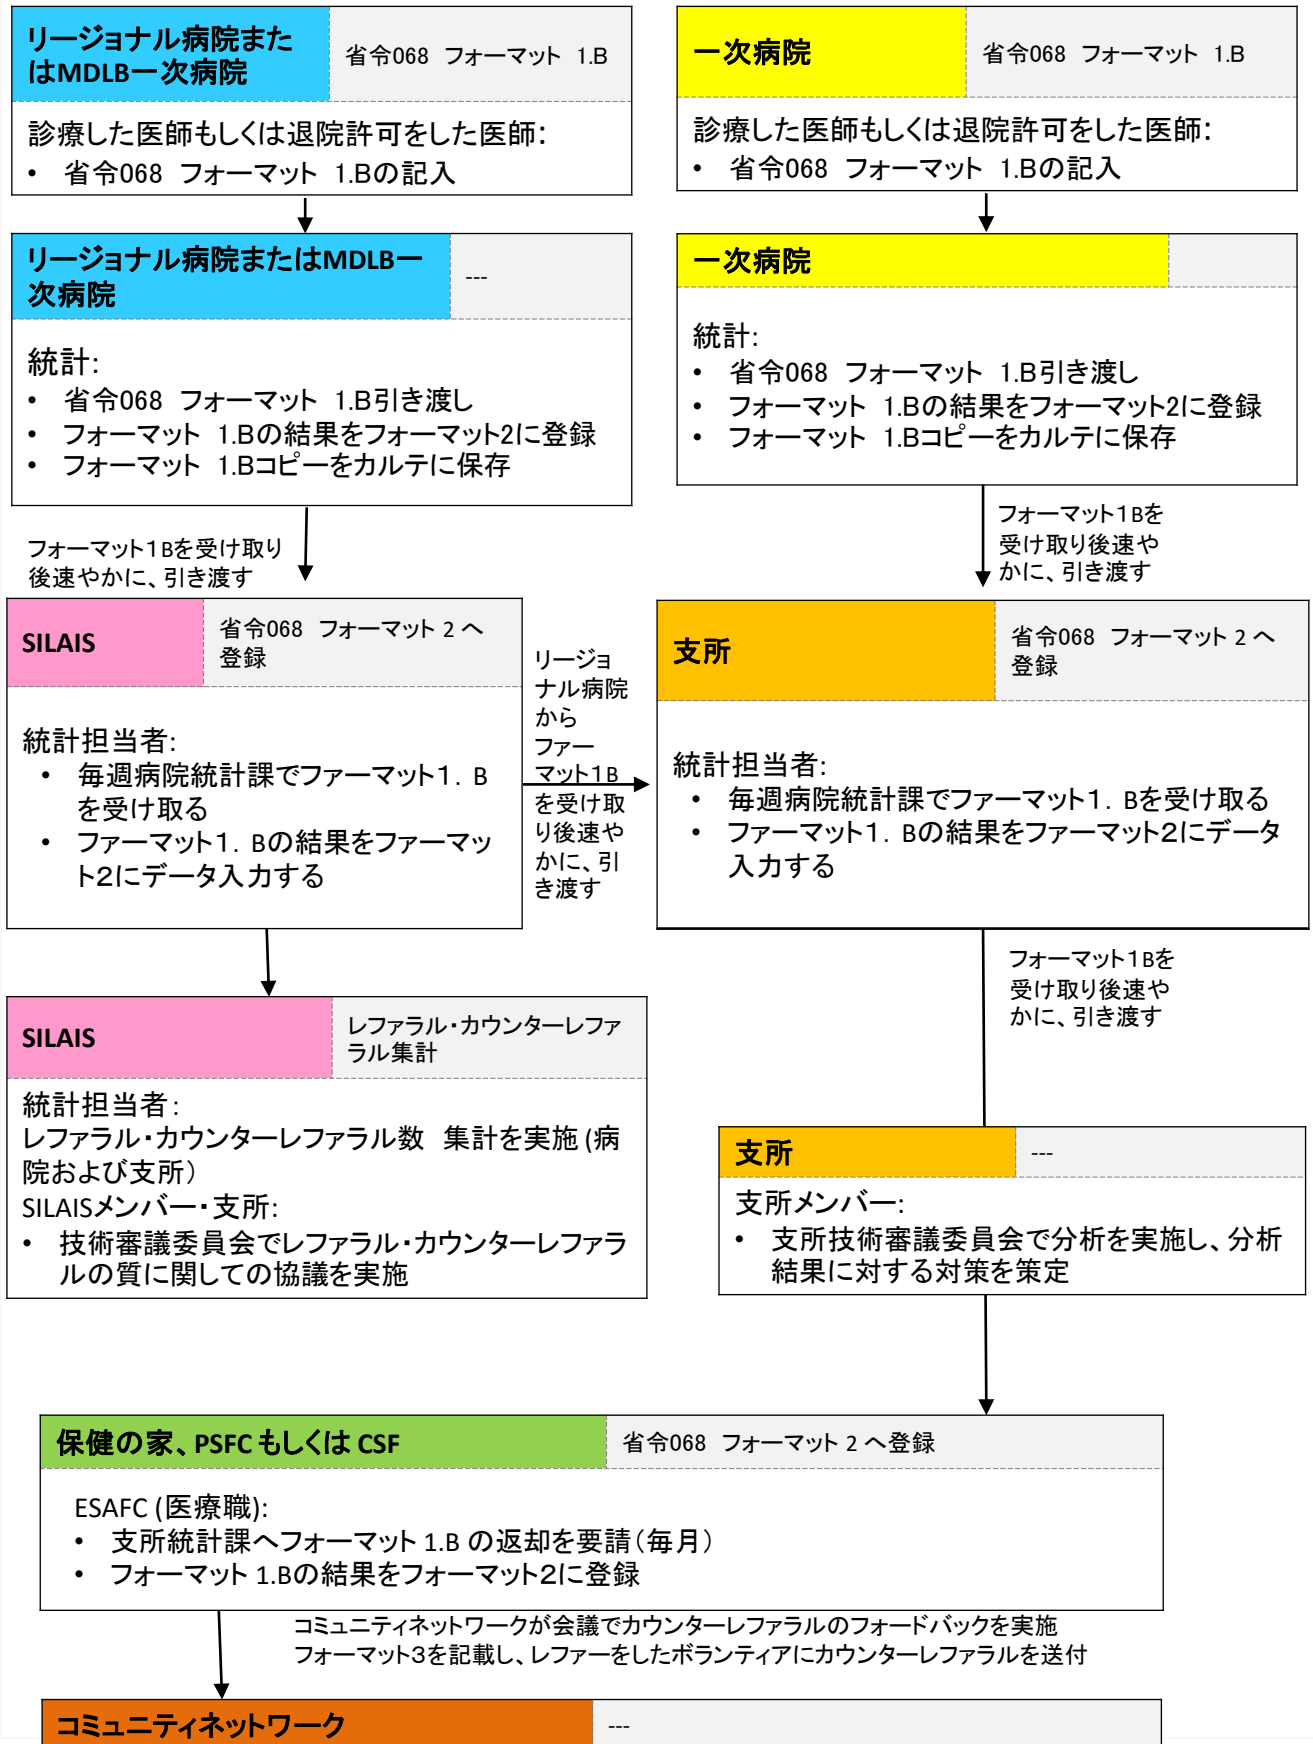 リージョナル病院また
はMDLB一次病院
省令068　フォーマット　1.B
診療した医師もしくは退院許可をした医師:
• 省令068　フォーマット　1.Bの記入
一次病院
省令068　フォーマット　1.B
診療した医師もしくは退院許可をした医師:
• 省令068　フォーマット　1.Bの記入
リージョナル病院またはMDLB一
次病院
---
統計:
• 省令068　フォーマット　1.B引き渡し
• フォーマット　1.Bの結果をフォーマット2に登録
• フォーマット　1.Bコピーをカルテに保存
一次病院
統計:
• 省令068　フォーマット　1.B引き渡し
• フォーマット　1.Bの結果をフォーマット2に登録
• フォーマット　1.Bコピーをカルテに保存
フォーマット１Bを受け取り
後速やかに、引き渡す
フォーマット１Bを
受け取り後速や
かに、引き渡す
SILAIS
省令068　フォーマット 2 へ
登録
統計担当者:
• 毎週病院統計課でファーマット１．B
を受け取る
• ファーマット１．Bの結果をファーマッ
ト２にデータ入力する
リージョ
ナル病院
から
ファー
マット１B
を受け取
り後速や
かに、引
き渡す
支所
省令068　フォーマット 2 へ
登録
統計担当者:
• 毎週病院統計課でファーマット１．Bを受け取る
• ファーマット１．Bの結果をファーマット２にデータ
入力する
フォーマット１Bを
受け取り後速や
かに、引き渡す
SILAIS
レファラル・カウンターレファ
ラル集計
統計担当者:
レファラル・カウンターレファラル数　集計を実施 (病
院および支所）
SILAISメンバー・支所:
• 技術審議委員会でレファラル・カウンターレファラ
ルの質に関しての協議を実施
支所
---
支所メンバー:
• 支所技術審議委員会で分析を実施し、分析
結果に対する対策を策定
保健の家、PSFC もしくは CSF
省令068　フォーマット 2 へ登録
ESAFC (医療職):
• 支所統計課へフォーマット 1.B の返却を要請（毎月）
• フォーマット 1.Bの結果をフォーマット２に登録
コミュニティネットワークが会議でカウンターレファラルのフォードバックを実施
フォーマット３を記載し、レファーをしたボランティアにカウンターレファラルを送付
コミュニティネットワーク
---